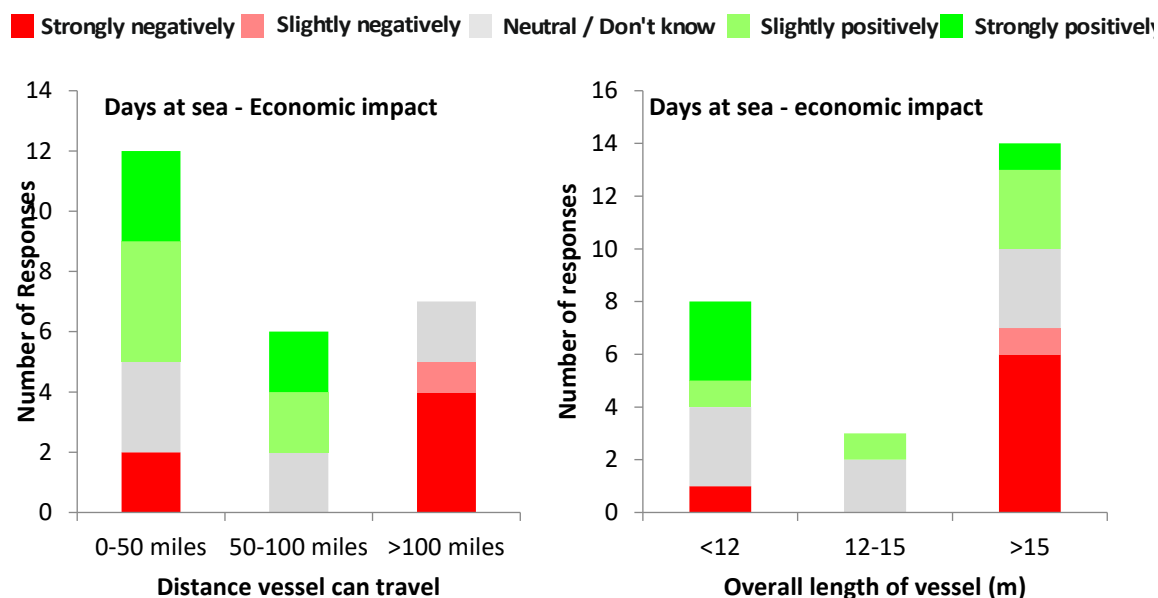 Strongly negatively Slightly negatively Neutral / Don't know Slightly positively Strongly positively
Days at sea - Economic impact
Number of Responses
14
12
10
8
6
4
2
0
0-50 miles 50-100 miles >100 miles
Distance vessel can travel
Days at sea - economic impact
Number of responses
16
14
12
10
8
6
4
2
0
<12 12-15 >15
Overall length of vessel (m)